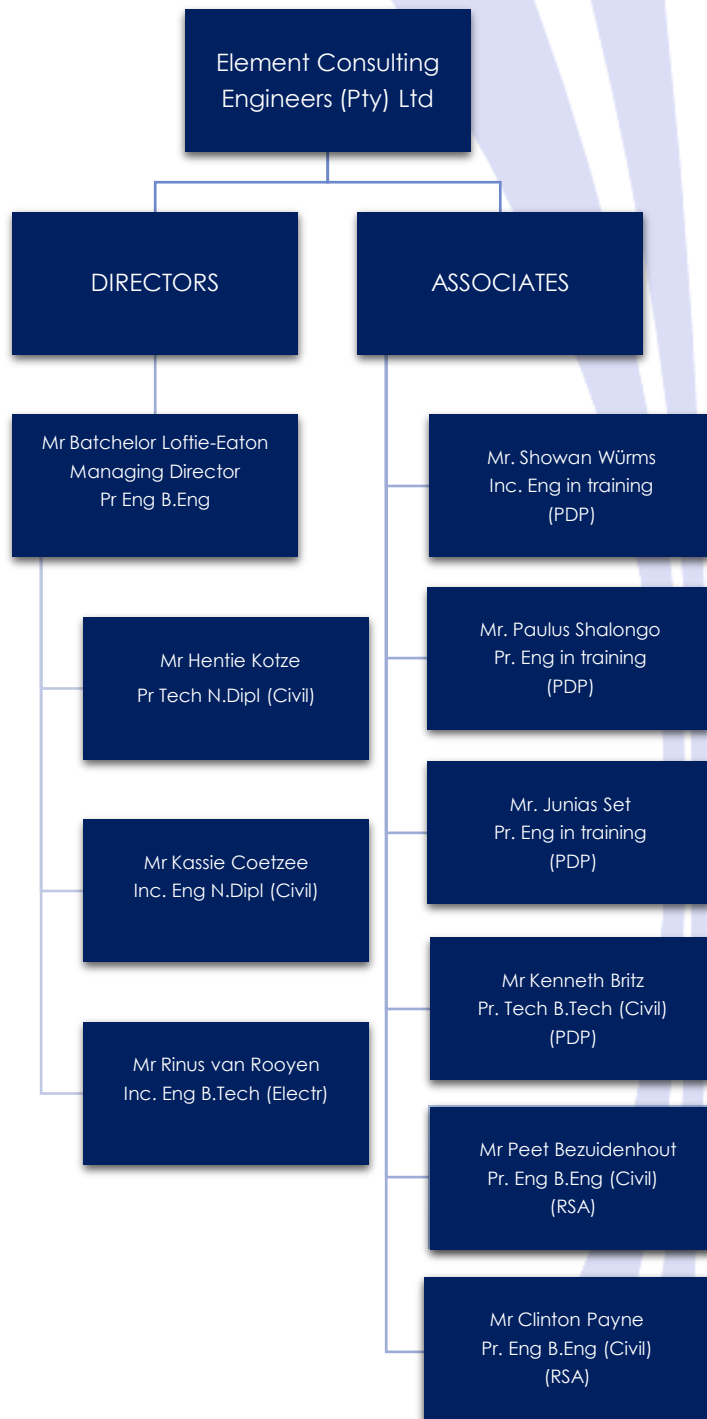 Element Consulting
Engineers (Pty) Ltd
DIRECTORS
ASSOCIATES
Mr Batchelor Loftie-Eaton
Managing Director
Pr Eng B.Eng
Mr Hentie Kotze
Pr Tech N.Dipl (Civil)
Mr Kassie Coetzee
Inc. Eng N.Dipl (Civil)
Mr Rinus van Rooyen
Inc. Eng B.Tech (Electr)
Mr. Showan Würms
Inc. Eng in training
(PDP)
Mr. Paulus Shalongo
Pr. Eng in training
(PDP)
Mr. Junias Set
Pr. Eng in training
(PDP)
Mr Kenneth Britz
Pr. Tech B.Tech (Civil)
(PDP)
Mr Peet Bezuidenhout
Pr. Eng B.Eng (Civil)
(RSA)
Mr Clinton Payne
Pr. Eng B.Eng (Civil)
(RSA)